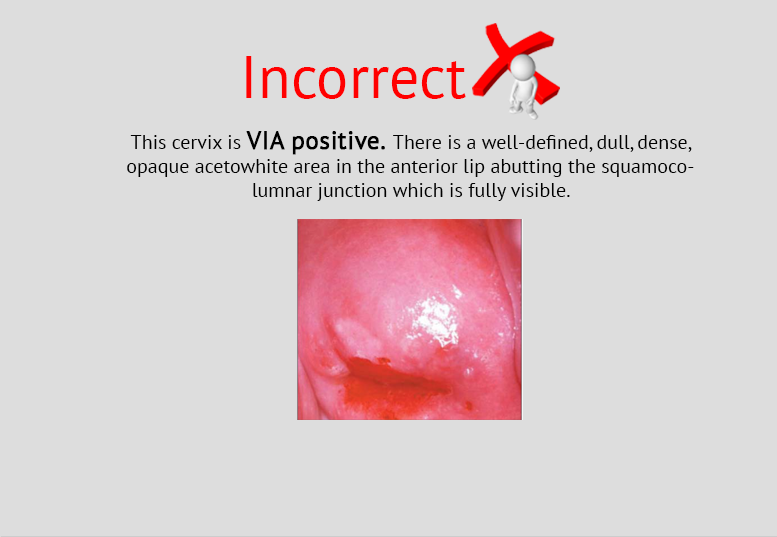 Incorrect
This cervix is VIA positive. There is a well-defined, dull, dense,
opaque acetowhite area in the anterior lip abutting the squamoco-
lumnar junction which is fully visible.